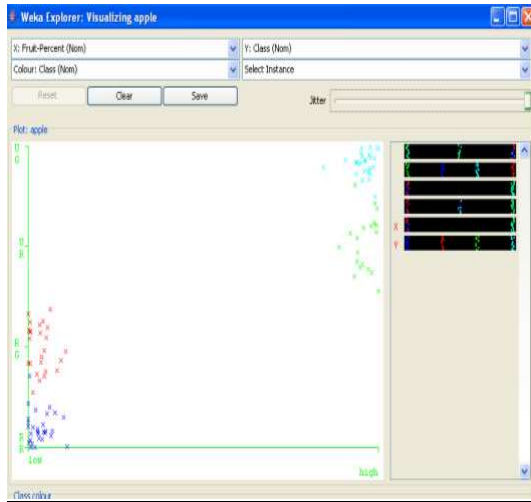 Weka Explorer: Visualizing apple
X: Fruit-Percent (Nom)
Y: Class (Nom)
Colour: Class (Nom)
Select Instance
Reset
Clear
Save
Jitter
Plot: apple
U
G
U
R
R
G
X
Y
low
high
Class colour